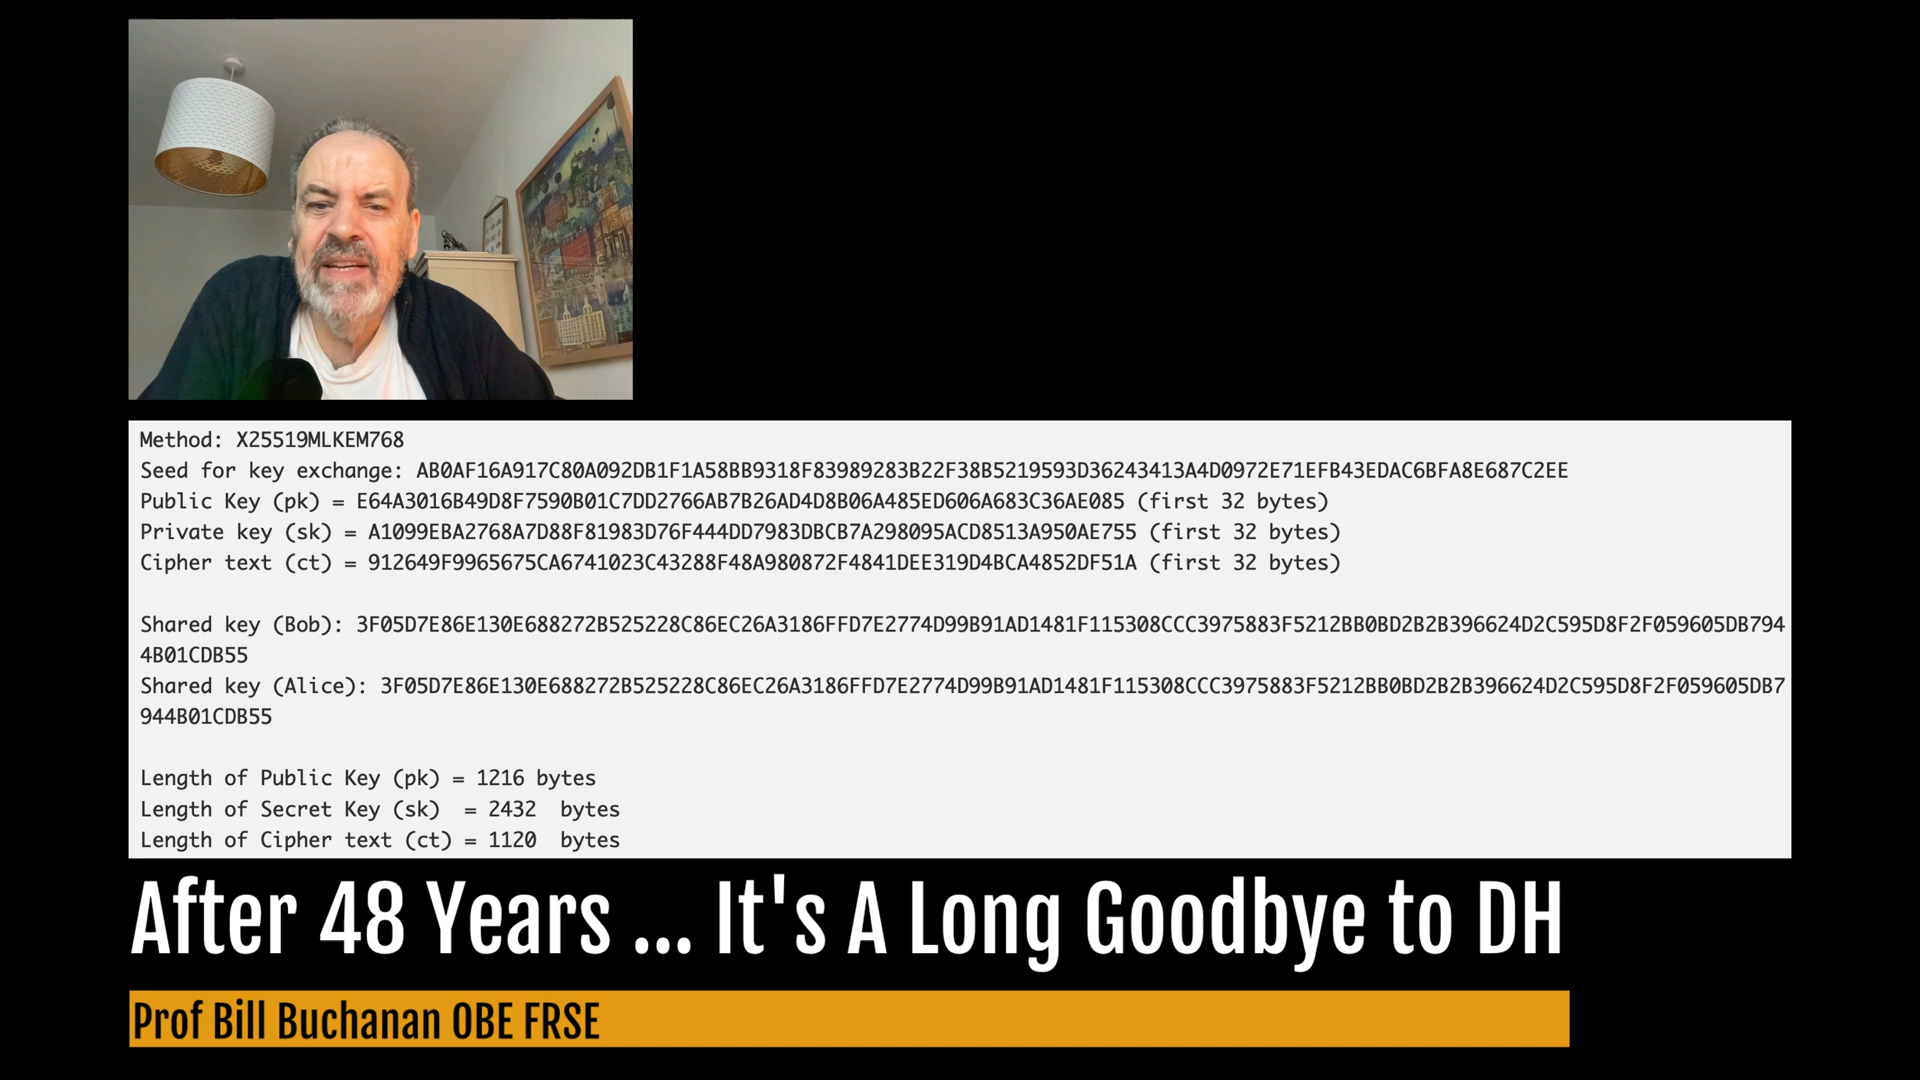 Method: X25519MLKEM768
Seed for key exchange: AB0AF16A917C80A092DB1F1A58BB9318F83989283B22F38B5219593D36243413A4D0972E71EFB43EDAC6BFA8E687C2EE
Public Key (pk) = E64A3016B49D8F7590B01C7DD2766AB7B26AD4D8B06A485ED606A683C36AE085 (first 32 bytes)
Private key (sk) = A1099EBA2768A7D88F81983D76F444DD7983DBCB7A298095ACD8513A950AE755 (first 32 bytes)
Cipher text (ct) = 912649F9965675CA6741023C43288F48A980872F4841DEE319D4BCA4852DF51A (first 32 bytes)
Shared key (Bob): 3F05D7E86E130E688272B525228C86EC26A3186FFD7E2774D99B91AD1481F115308CCC3975883F5212BB0BD2B2B396624D2C595D8F2F059605DB794
4B01CDB55
Shared key (Alice): 3F05D7E86E130E688272B525228C86EC26A3186FFD7E2774D99B91AD1481F115308CCC3975883F5212BB0BD2B2B396624D2C595D8F2F059605DB7
944B01CDB55
Length of Public Key (pk) = 1216 bytes
Length of Secret Key (sk)  = 2432  bytes
Length of Cipher text (ct) = 1120  bytes
After 48 Years ... It's A Long Goodbye to DH
Prof Bill Buchanan OBE FRSE